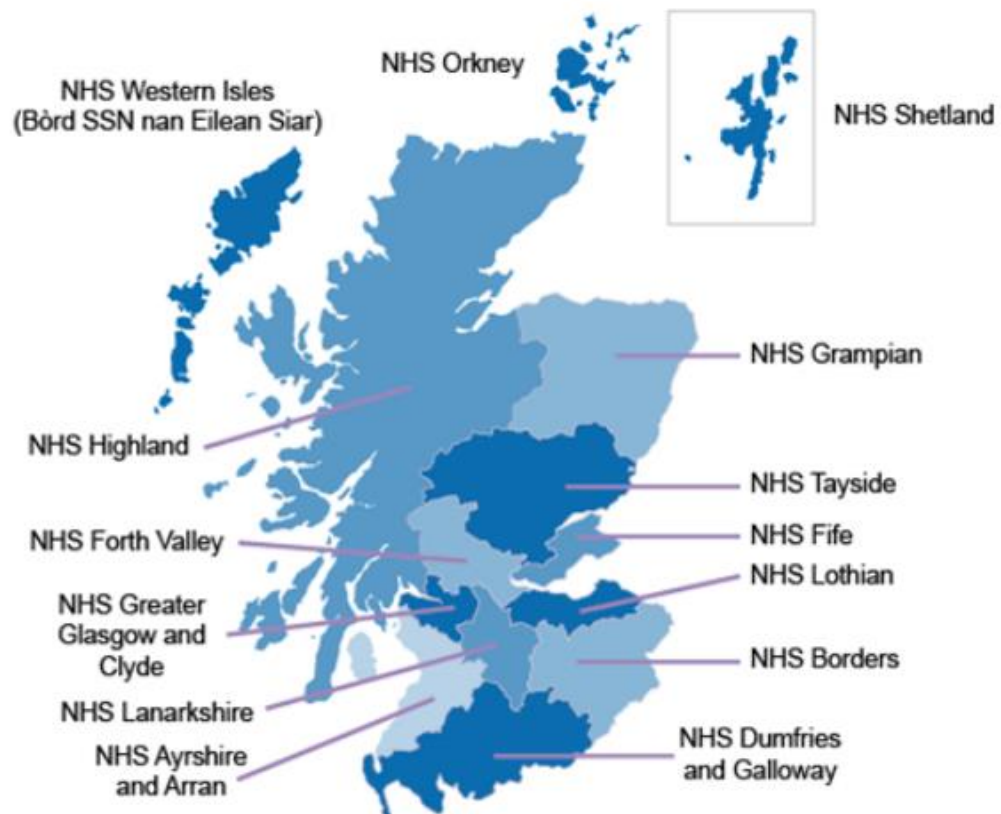 NHS Orkney
NHS Western Isles
(Bòrd SSN nan Eilean Siar)
NHS Shetland
NHS Grampian
NHS Highland
NHS Tayside
NHS Forth Valley
NHS Fife
NHS Lothian
NHS Greater
Glasgow and
Clyde
NHS Borders
NHS Lanarkshire
NHS Ayrshire
and Arran
NHS Dumfries
and Galloway